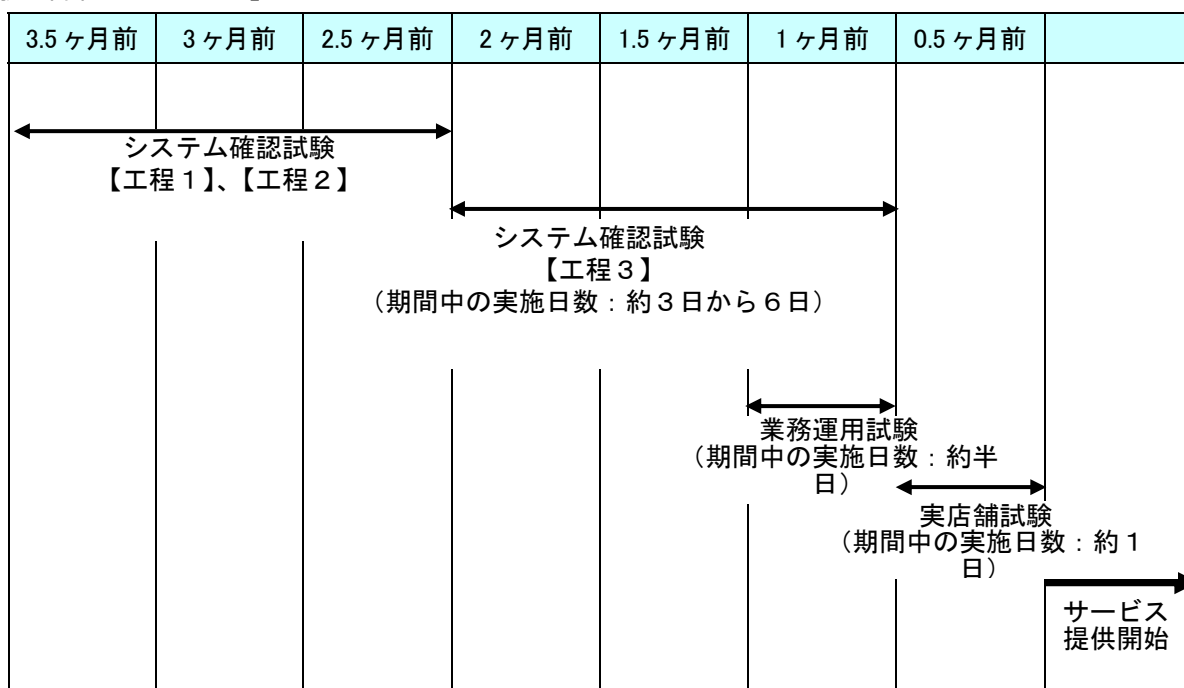 3.5ヶ月前 3ヶ月前 2.5ヶ月前 2ヶ月前 1.5ヶ月前 1ヶ月前 0.5ヶ月前
システム確認試験
【工程１】、【工程２】
システム確認試験
【工程３】
（期間中の実施日数：約３日から６日）
業務運用試験
（期間中の実施日数：約半
日）
実店舗試験
（期間中の実施日数：約１
日）
サービス
提供開始